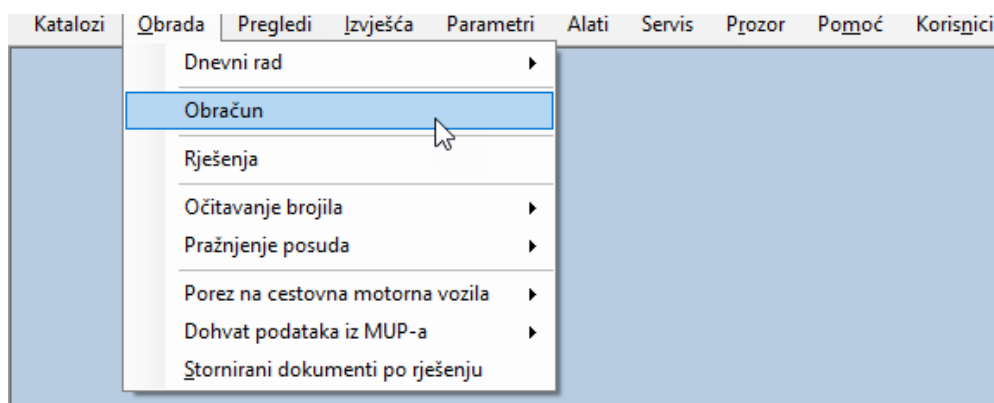 Katalozi Obrada Pregledi Izvješća Parametri Alati Servis Prozor Pomoć Korisnici
Dnevni rad
Obračun
Rješenja
Očitavanje brojila
Pražnjenje posuda
Porez na cestovna motorna vozila
Dohvat podataka iz MUP-a
Stornirani dokumenti po rješenju